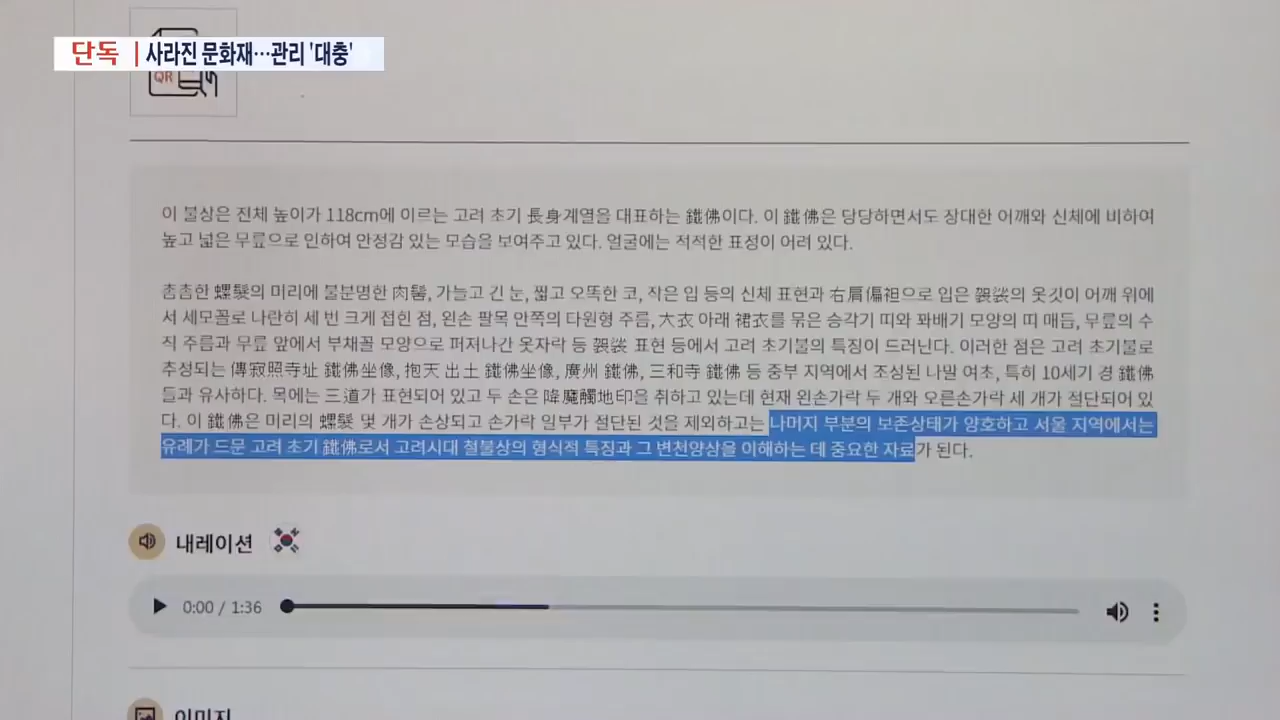 단독 사라진 문화재…관리 '대충'
QR
이 불상은 전체 높이가 118cm에 이르는 고려 초기 長身계열을 대표하는 鐵佛이다. 이 鐵佛은 당당하면서도 장대한 어깨와 신체에 비하여
높고 넓은 무릎으로 인하여 안정감 있는 모습을 보여주고 있다. 얼굴에는 적적한 표정이 어려 있다.
촘촘한 螺髮의 머리에 불분명한 肉髻, 가늘고 긴 눈, 짧고 오똑한 코, 작은 입 등의 신체 표현과 右肩偏袒으로 입은 袈裟의 옷깃이 어깨 위에
서 세모꼴로 나란히 세 번 크게 접힌 점, 왼손 팔목 안쪽의 타원형 주름, 大衣 아래 裙衣를 묶은 승각기 띠와 꽈배기 모양의 띠 매듭, 무릎의 수
직 주름과 무릎 앞에서 부채꼴 모양으로 퍼져나간 옷자락 등 袈裟 표현 등에서 고려 초기불의 특징이 드러난다. 이러한 점은 고려 초기불로
추정되는 傳寂照寺址 鐵佛坐像, 抱天 出土 鐵佛坐像, 廣州 鐵佛, 三和寺 鐵佛 등 중부 지역에서 조성된 나말 여초, 특히 10세기 경 鐵佛
들과 유사하다. 목에는 三道가 표현되어 있고 두 손은 降魔觸地印을 취하고 있는데 현재 왼손가락 두 개와 오른손가락 세 개가 절단되어 있
다. 이 鐵佛은 머리의 螺髮 몇 개가 손상되고 손가락 일부가 절단된 것을 제외하고는 나머지 부분의 보존상태가 양호하고 서울 지역에서는
유례가 드문 고려 초기 鐵佛로서 고려시대 철불상의 형식적 특징과 그 변천양상을 이해하는 데 중요한 자료가 된다.
내레이션
0:00 / 1:36
이미지